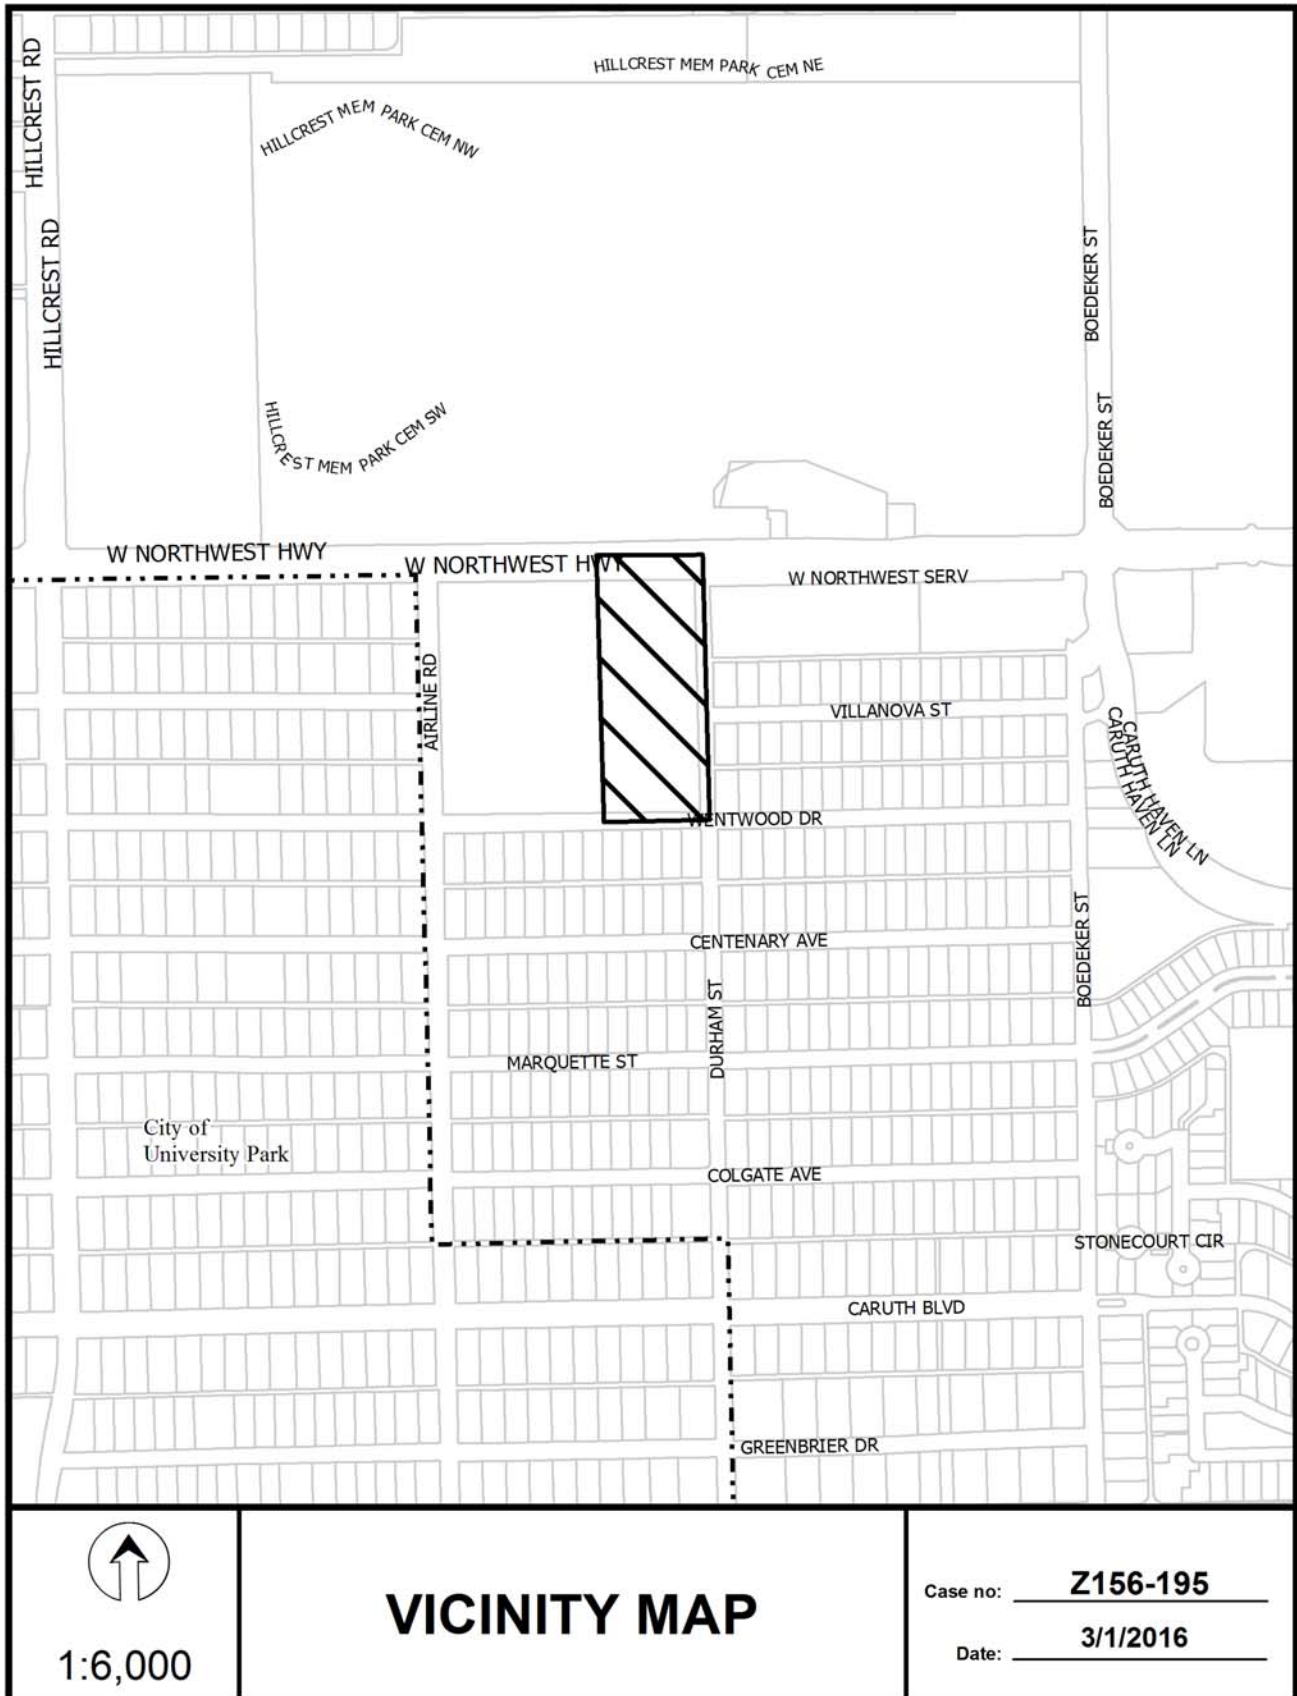 HILLCREST RD
HILLCREST MEM PARK CEM NE
HILLCREST MEM PARK CEM NW
HILLCREST RD
BOEDEKER ST
HILLCREST MEM PARK CEM SW
BOEDEKER ST
W NORTHWEST HWY
W NORTHWEST HWY
W NORTHWEST SERV
AIRLINE RD
VILLANOVA ST
CARUTH HAVEN LN
CARUTH HAVEN LN
WENTWOOD DR
CENTENARY AVE
BOEDEKER ST
DURHAM ST
MARQUETTE ST
City of
University Park
COLGATE AVE
STONECOURT CIR
CARUTH BLVD
GREENBRIER DR
1:6,000
VICINITY MAP
Case no: Z156-195
Date: 3/1/2016